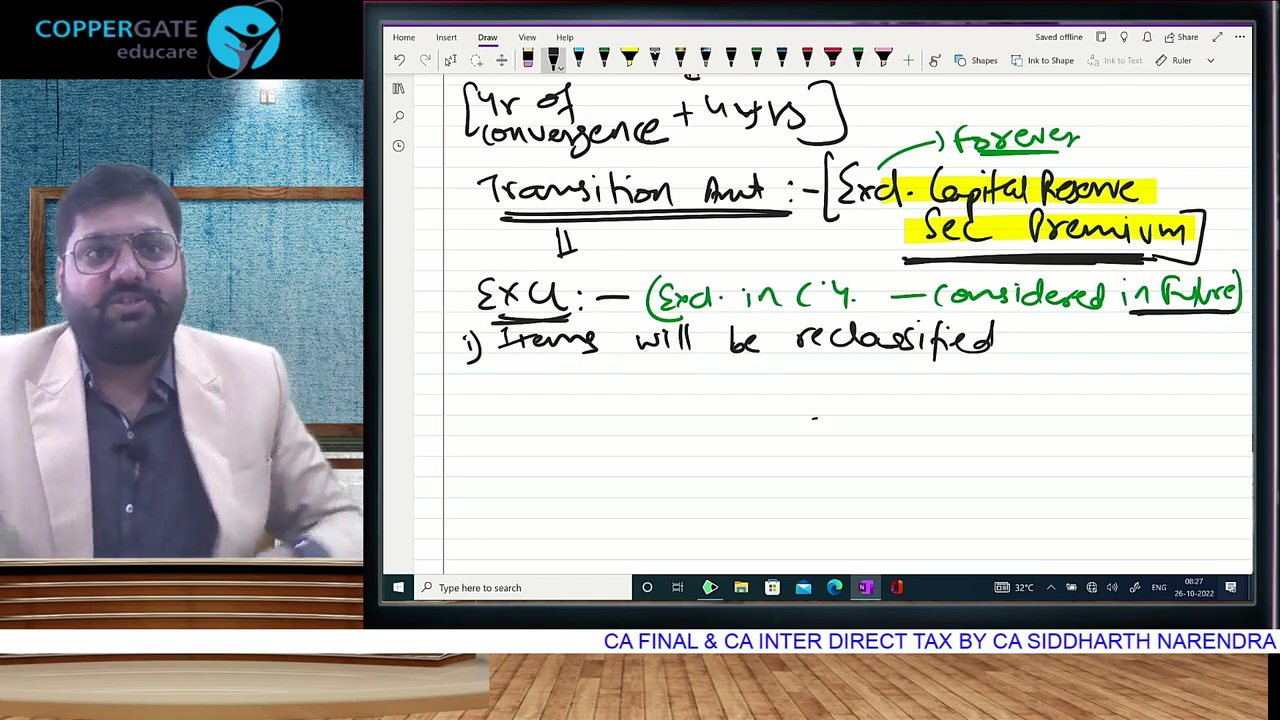 COPPERGATE
educare
Home Insert Draw View Help
Saved offline
Share
Shapes
Ink to Shape
Ink to Text
Ruler
[Yr of convergence + 4 yrs]
Forever
Transition Amt :- [Excl. Capital Reserve
Sec Premium]
(Excl. in C.Y. — considered in Future)
i) Items will be reclassified
Type here to search
32°C
ENG
08:27
26-10-2022
CA FINAL & CA INTER DIRECT TAX BY CA SIDDHARTH NARENDRA